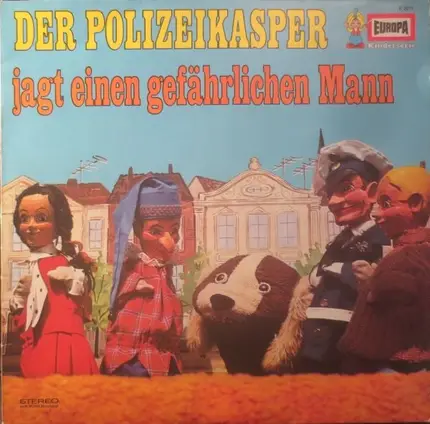 DER POLIZEIKASPER
EUROPA
jagt einen gefährlichen Mann
STEREO